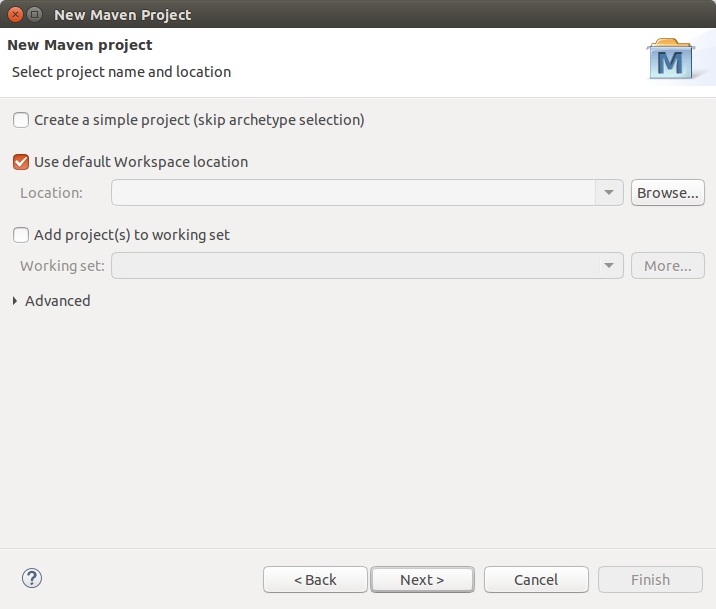 New Maven Project
New Maven project
Select project name and location
M
Create a simple project (skip archetype selection)
Use default Workspace location
Location:
Browse...
Add project(s) to working set
Working set:
More...
Advanced
?
< Back
Next >
Cancel
Finish